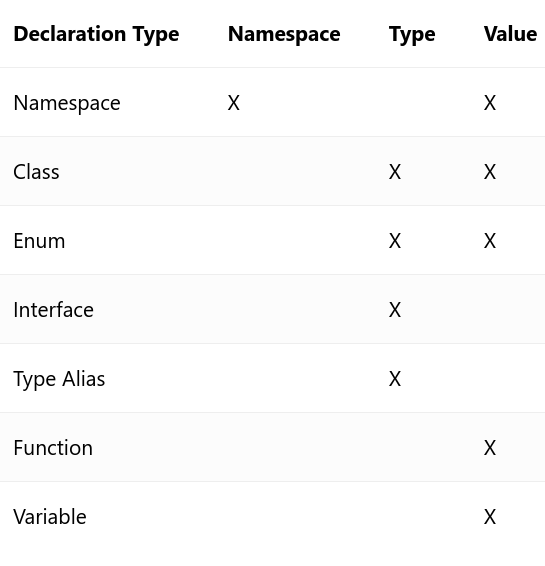 Declaration Type Namespace Type Value
Namespace X X
Class X X
Enum X X
Interface X
Type Alias X
Function X
Variable X